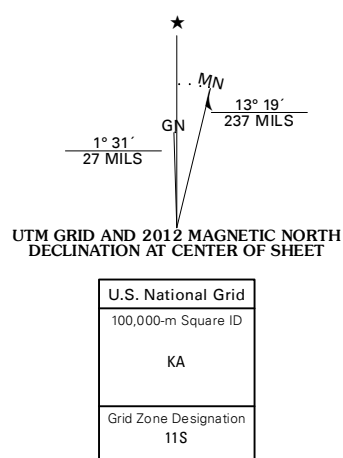 ★
MN
GN
13° 19´
237 MILS
1° 31´
27 MILS
UTM GRID AND 2012 MAGNETIC NORTH
DECLINATION AT CENTER OF SHEET
U.S. National Grid
100,000-m Square ID
KA
Grid Zone Designation
11S